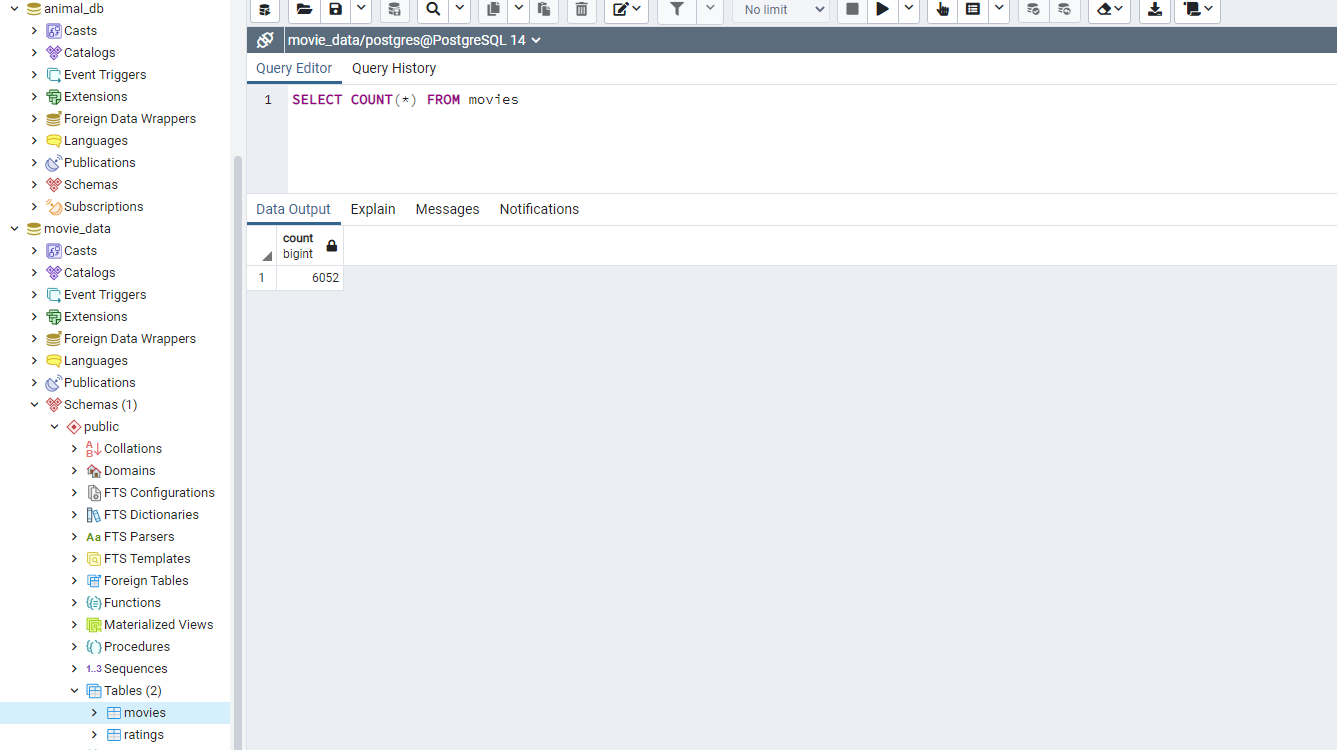 animal_db
Casts
Catalogs
Event Triggers
Extensions
Foreign Data Wrappers
Languages
Publications
Schemas
Subscriptions
movie_data
Casts
Catalogs
Event Triggers
Extensions
Foreign Data Wrappers
Languages
Publications
Schemas (1)
public
Collations
Domains
FTS Configurations
FTS Dictionaries
Aa FTS Parsers
FTS Templates
Foreign Tables
Functions
Materialized Views
Procedures
1..3 Sequences
Tables (2)
movies
ratings
No limit
movie_data/postgres@PostgreSQL 14
Query Editor Query History
1 SELECT COUNT(*) FROM movies
Data Output Explain Messages Notifications
count
bigint
1 6052